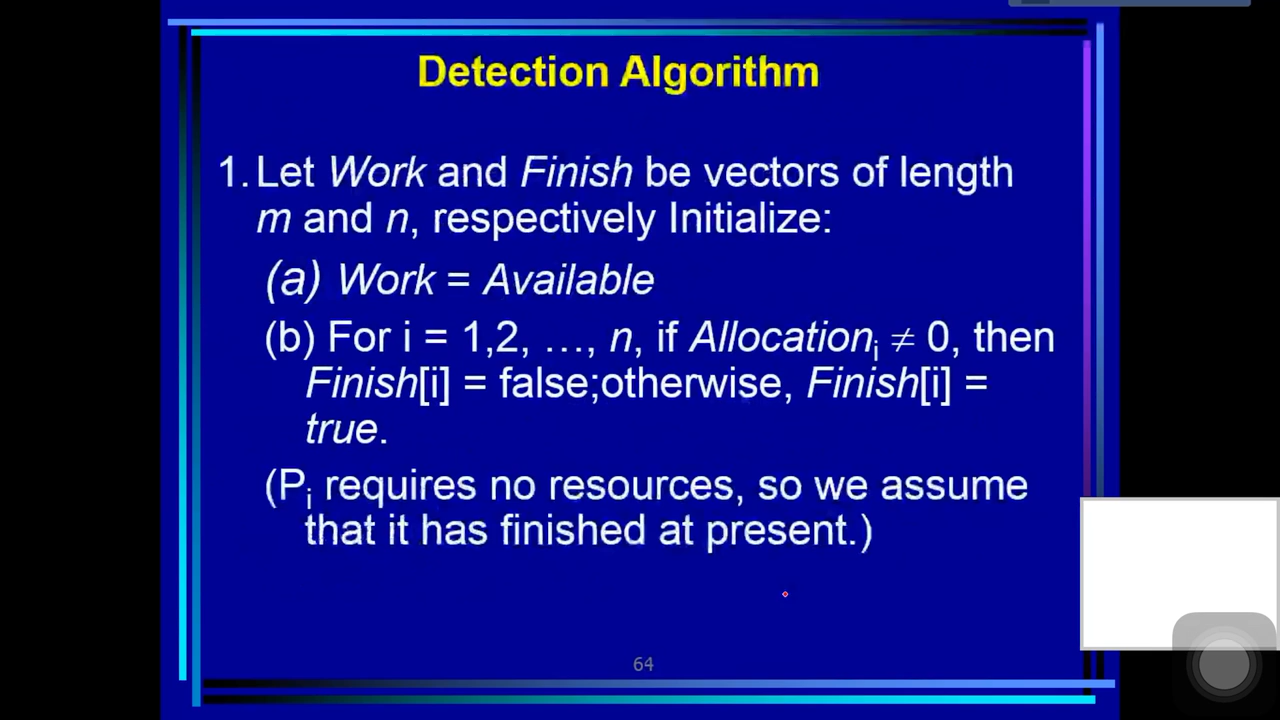 Detection Algorithm
1. Let Work and Finish be vectors of length
m and n, respectively Initialize:
(a) Work = Available
(b) For i = 1,2, …, n, if Allocationi ≠ 0, then
Finish[i] = false;otherwise, Finish[i] =
true.
(Pi requires no resources, so we assume
that it has finished at present.)
64